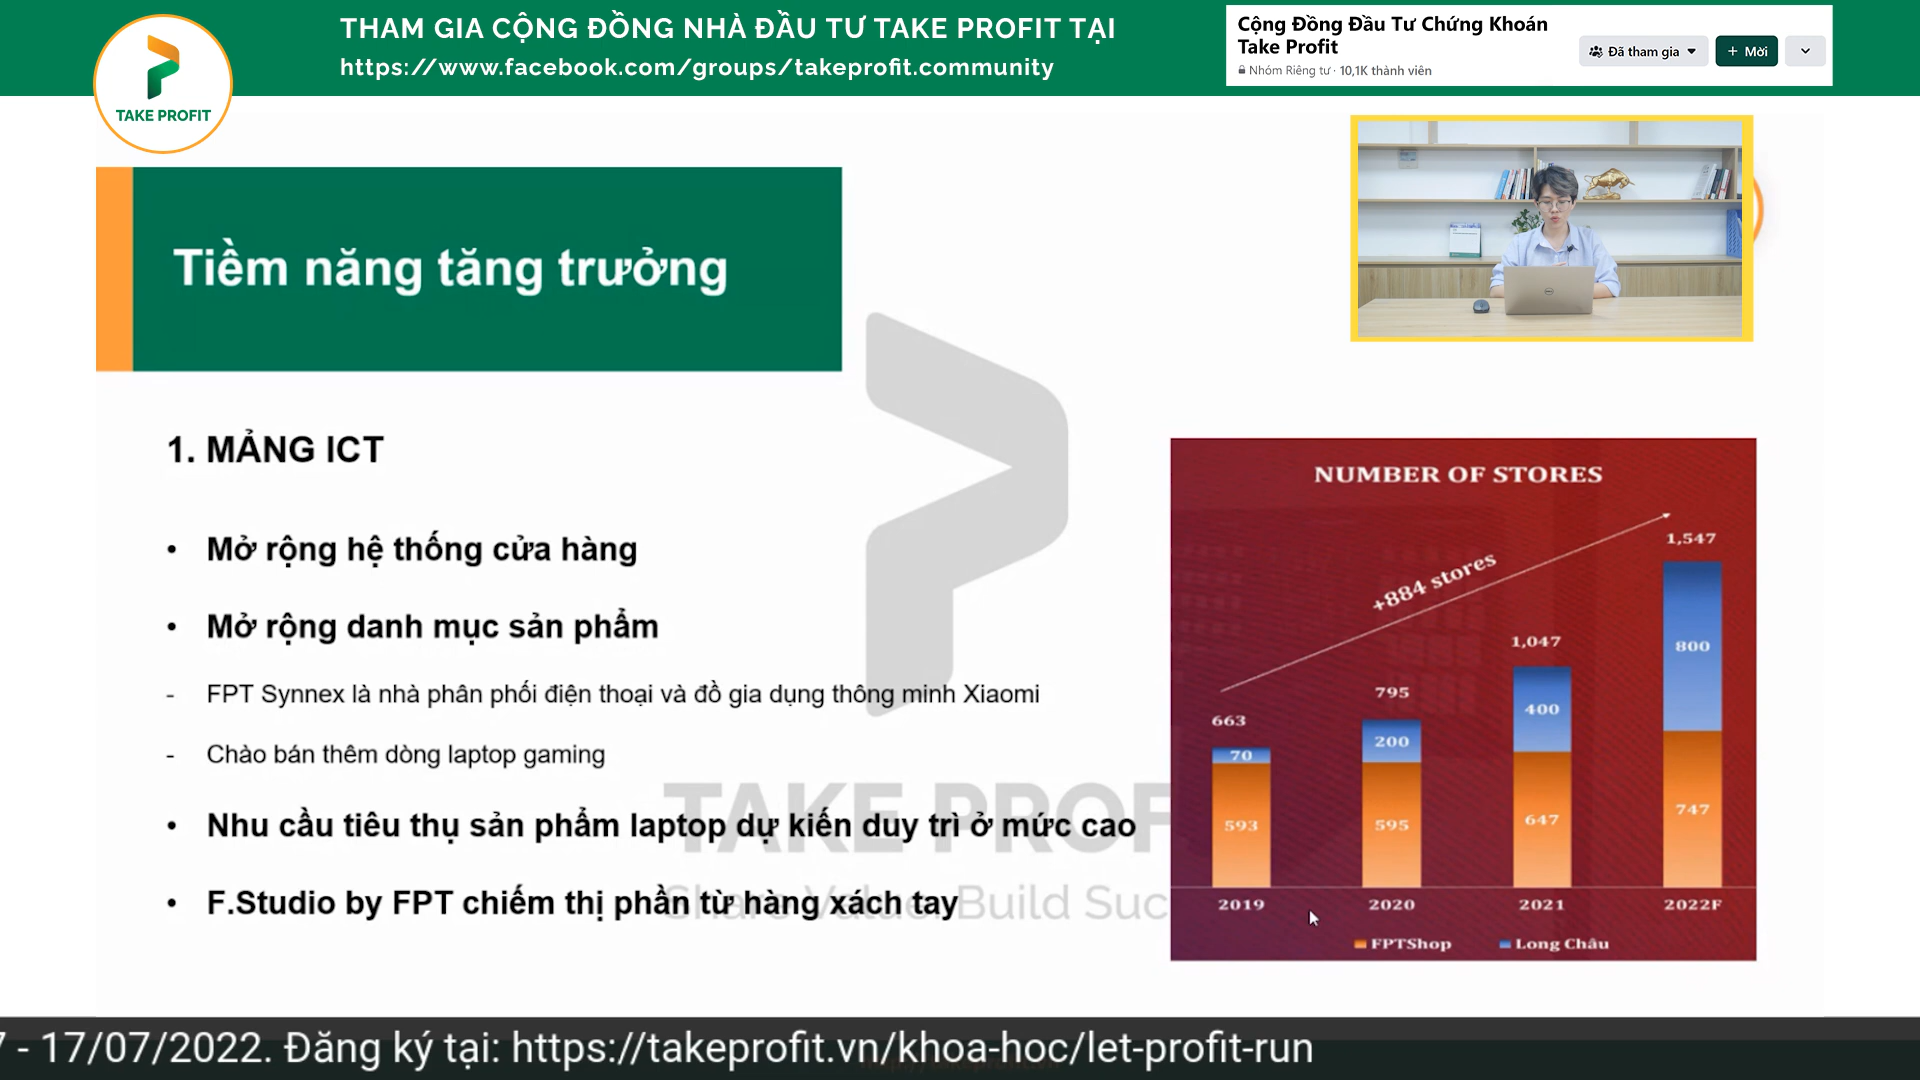 THAM GIA CỘNG ĐỒNG NHÀ ĐẦU TƯ TAKE PROFIT TẠI
https://www.facebook.com/groups/takeprofit.community
TAKE PROFIT
Cộng Đồng Đầu Tư Chứng Khoán
Take Profit
Nhóm Riêng tư · 10,1K thành viên
Đã tham gia
+ Mời
Tiềm năng tăng trưởng
1. MẢNG ICT
• Mở rộng hệ thống cửa hàng
• Mở rộng danh mục sản phẩm
- FPT Synnex là nhà phân phối điện thoại và đồ gia dụng thông minh Xiaomi
- Chào bán thêm dòng laptop gaming
• Nhu cầu tiêu thụ sản phẩm laptop dự kiến duy trì ở mức cao
• F.Studio by FPT chiếm thị phần từ hàng xách tay
TAKE PROF
Share Value Build Suc
NUMBER OF STORES
+884 stores
663
795
1,047
1,547
70
200
400
800
593
595
647
747
2019
2020
2021
2022F
FPTShop
Long Châu
7 - 17/07/2022. Đăng ký tại: https://takeprofit.vn/khoa-hoc/let-profit-run